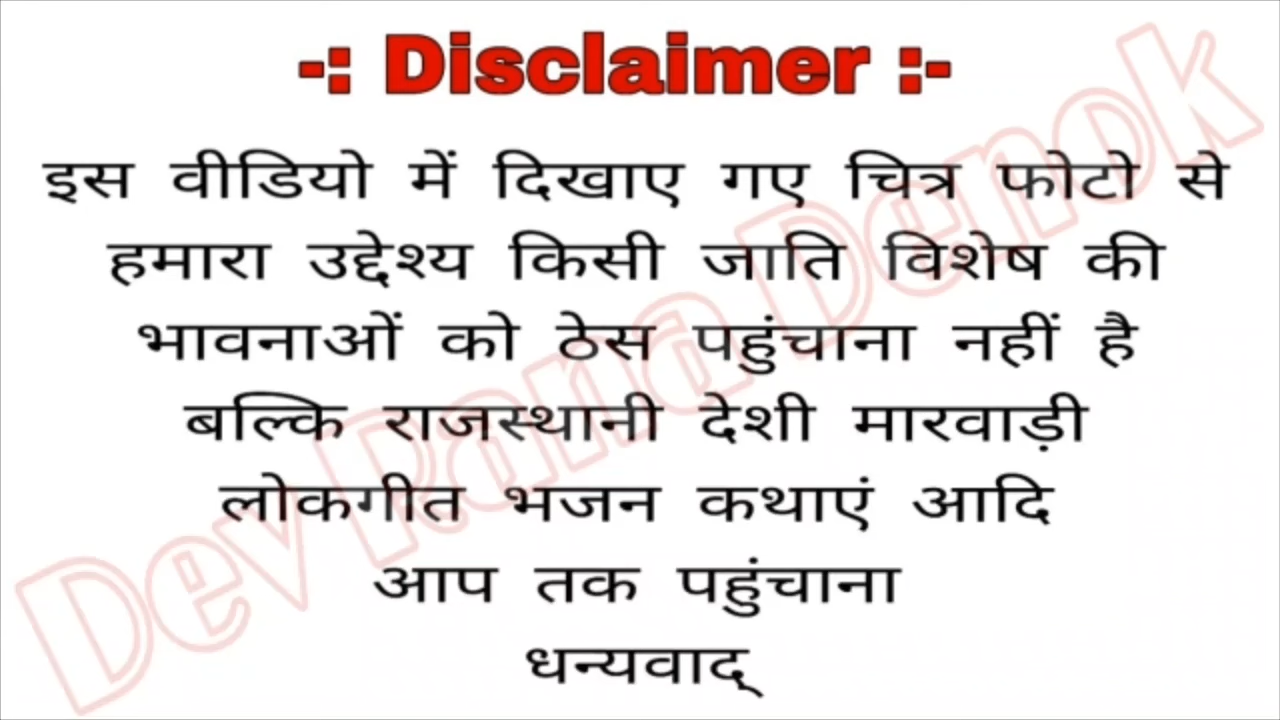 -: Disclaimer :-
इस वीडियो में दिखाए गए चित्र फोटो से
हमारा उद्देश्य किसी जाति विशेष की
भावनाओं को ठेस पहुंचाना नहीं है
बल्कि राजस्थानी देशी मारवाड़ी
लोकगीत भजन कथाएं आदि
आप तक पहुंचाना
धन्यवाद्
Dev Rana Denok